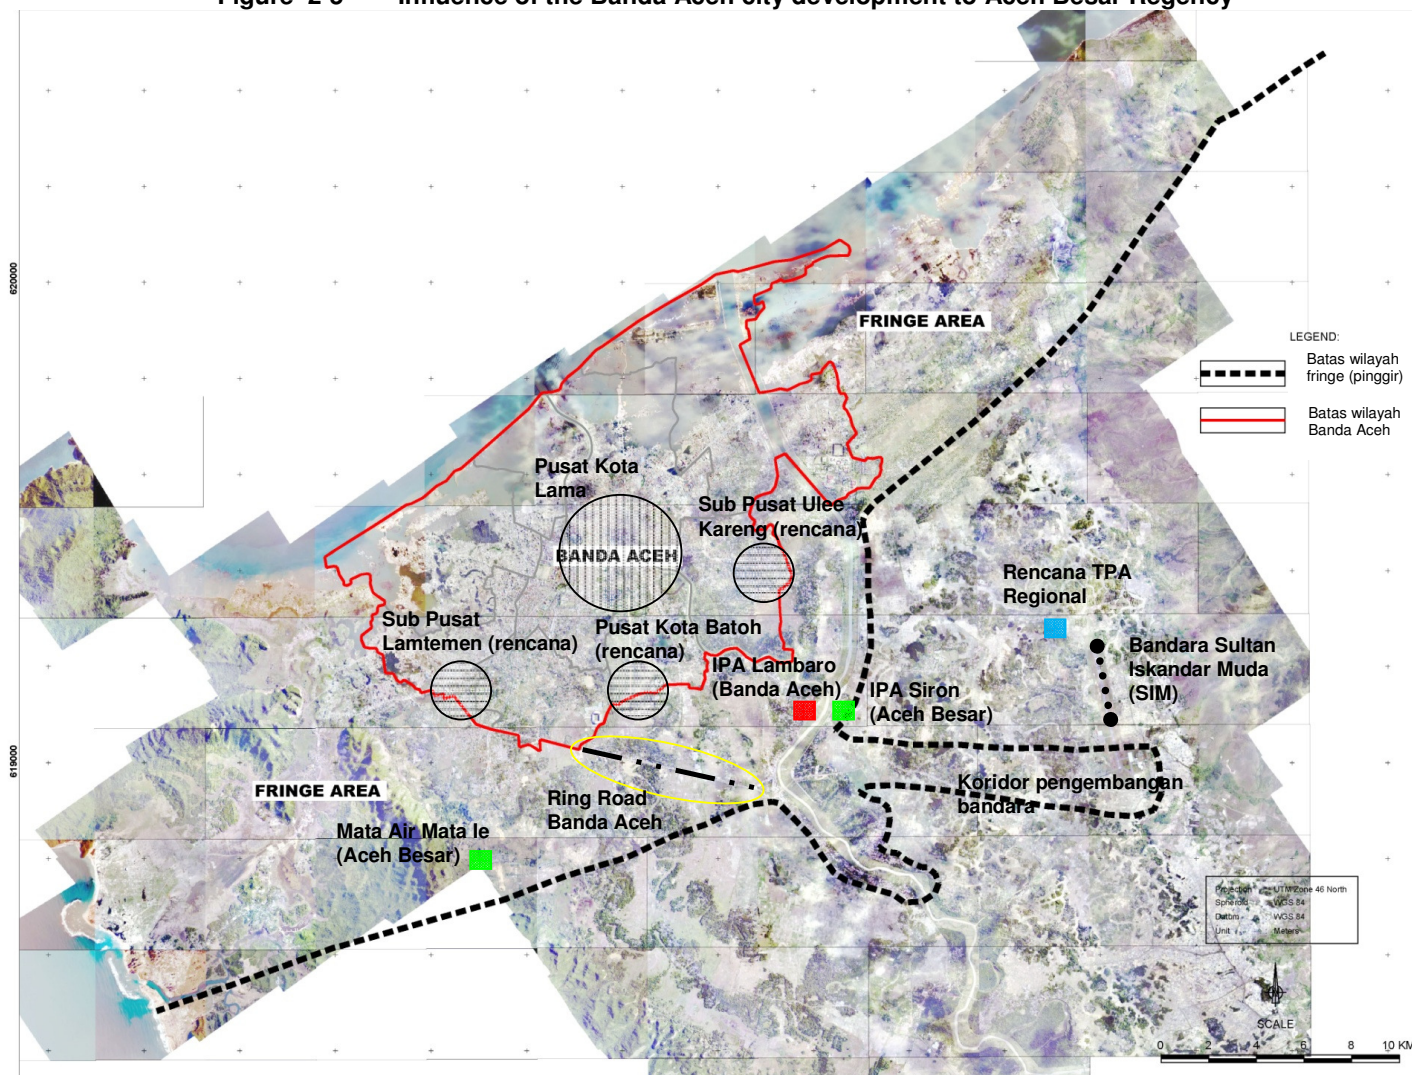 Figure 2-3 Influence of the Banda Aceh city development to Aceh Besar Regency
620000
FRINGE AREA
LEGEND:
Batas wilayah
fringe (pinggir)
Batas wilayah
Banda Aceh
Pusat Kota
Lama
Sub Pusat Ulee
Kareng (rencana)
BANDA ACEH
Rencana TPA
Regional
Sub Pusat
Lamtemen (rencana)
Pusat Kota Batoh
(rencana)
Bandara Sultan
Iskandar Muda
(SIM)
IPA Lambaro
(Banda Aceh)
IPA Siron
(Aceh Besar)
619000
FRINGE AREA
Koridor pengembangan
bandara
Ring Road
Banda Aceh
Mata Air Mata Ie
(Aceh Besar)
Projection UTM Zone 46 North
Spheroid WGS 84
Datum WGS 84
Unit Meters
SCALE
0 2 4 6 8 10 KM